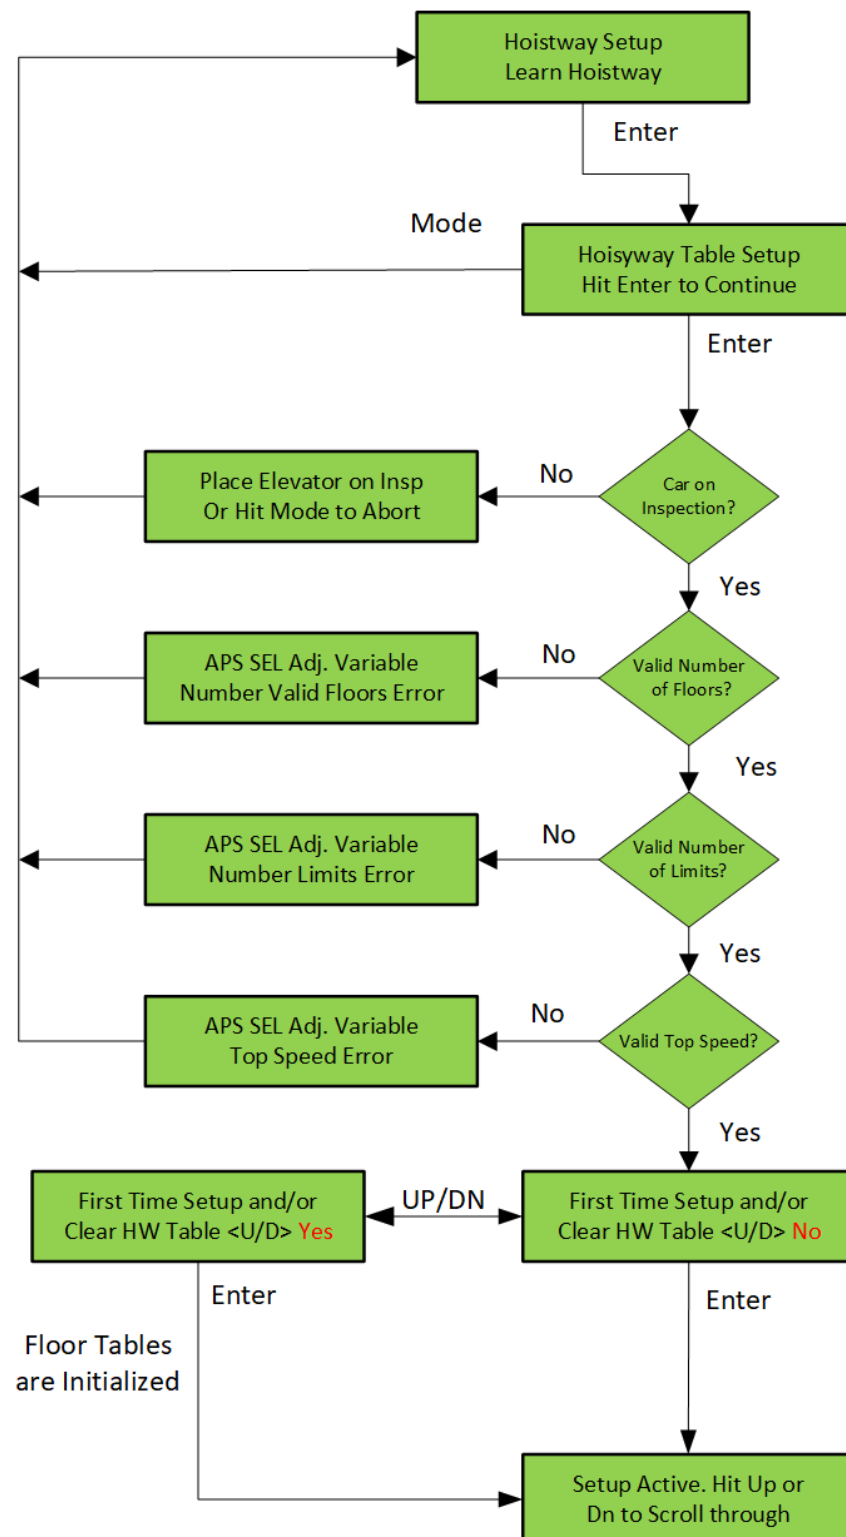 Hoistway Setup
Learn Hoistway
Enter
Mode
Hoisyway Table Setup
Hit Enter to Continue
Enter
Place Elevator on Insp
Or Hit Mode to Abort
No
Car on
Inspection?
Yes
APS SEL Adj. Variable
Number Valid Floors Error
No
Valid Number
of Floors?
Yes
APS SEL Adj. Variable
Number Limits Error
No
Valid Number
of Limits?
Yes
APS SEL Adj. Variable
Top Speed Error
No
Valid Top Speed?
Yes
First Time Setup and/or
Clear HW Table <U/D> Yes
UP/DN
First Time Setup and/or
Clear HW Table <U/D> No
Enter
Enter
Floor Tables
are Initialized
Setup Active. Hit Up or
Dn to Scroll through